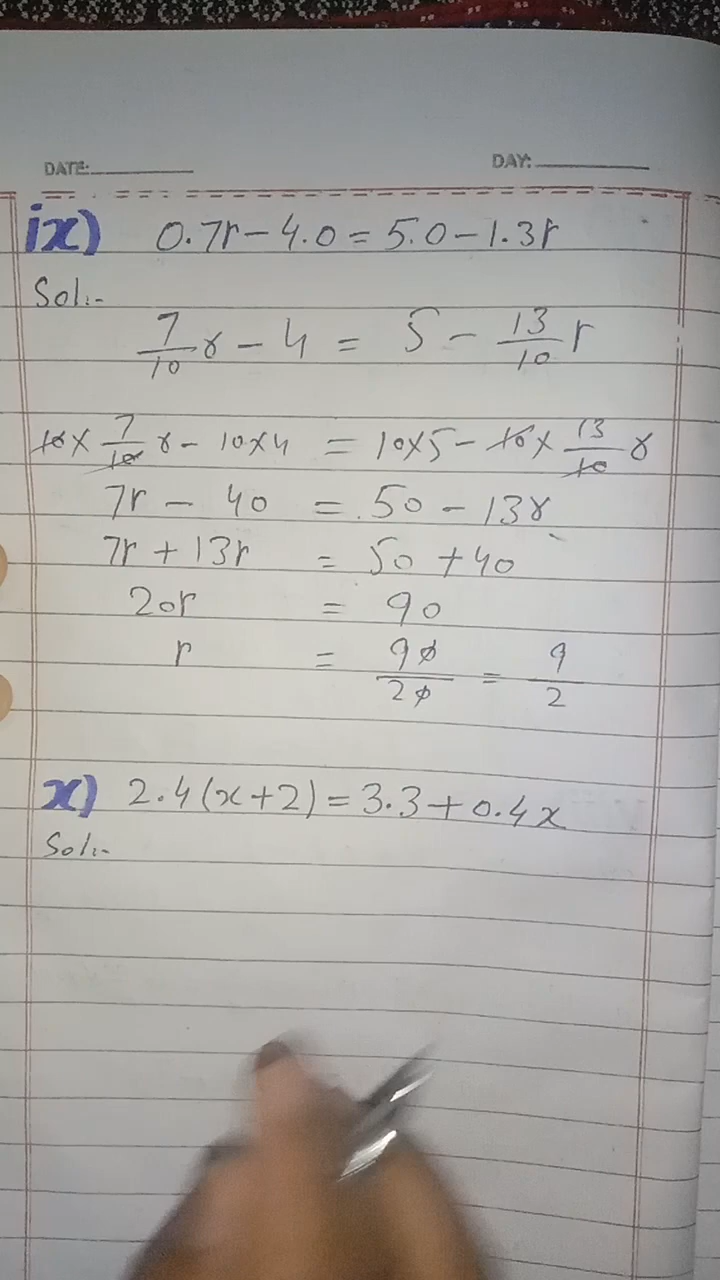 DATE: DAY:
ix) 0.7r - 4.0 = 5.0 - 1.3r
Sol:-
7/10 r - 4 = 5 - 13/10 r
10 × 7/10 r - 10×4 = 10×5 - 10 × 13/10 r
7r - 40 = 50 - 13r
7r + 13r = 50 + 40
20r = 90
r = 90/20 = 9/2
x) 2.4(x+2) = 3.3 + 0.4x
Sol:-